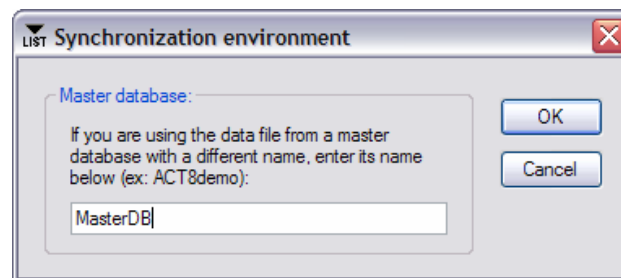 LIST Synchronization environment
Master database:
If you are using the data file from a master
database with a different name, enter its name
below (ex: ACT8demo):
MasterDB
OK
Cancel